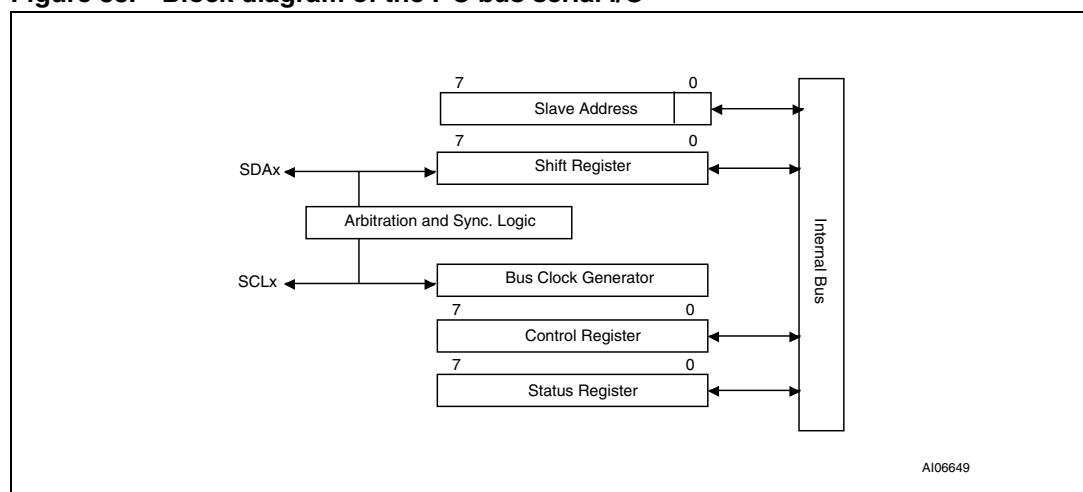 7 0
Slave Address
7 0
SDAx
Shift Register
Arbitration and Sync. Logic
Internal Bus
SCLx
Bus Clock Generator
7 0
Control Register
7 0
Status Register
AI06649